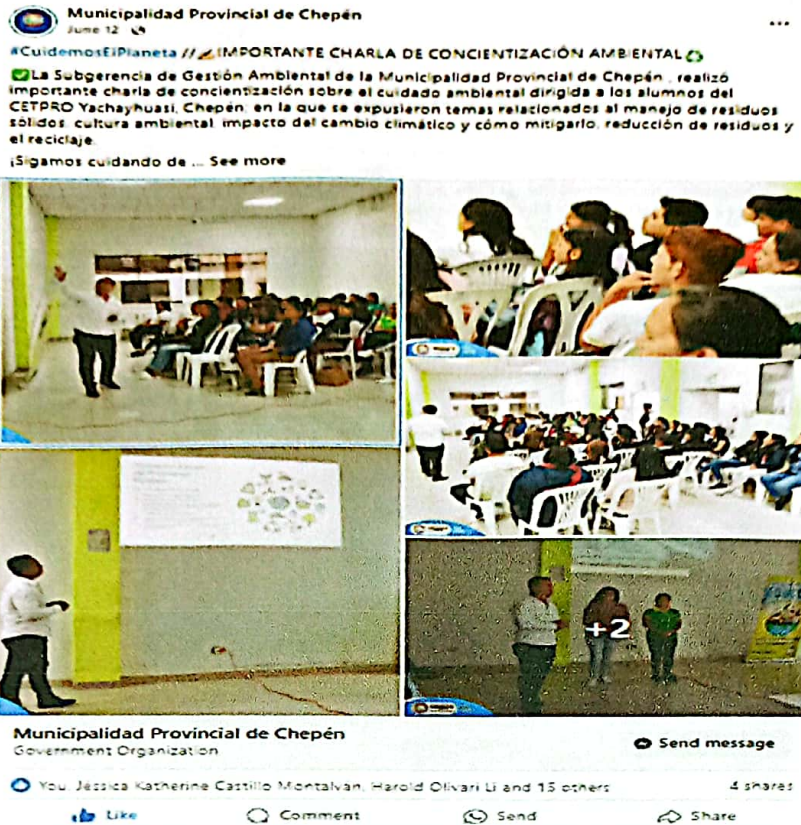 Municipalidad Provincial de Chepén
June 12
#CuidemosElPlaneta // IMPORTANTE CHARLA DE CONCIENTIZACIÓN AMBIENTAL
La Subgerencia de Gestión Ambiental de la Municipalidad Provincial de Chepén , realizó
importante charla de concientización sobre el cuidado ambiental dirigida a los alumnos del
CETPRO Yachayhuasi, Chepén; en la que se expusieron temas relacionados al manejo de residuos
sólidos, cultura ambiental, impacto del cambio climático y cómo mitigarlo, reducción de residuos y
el reciclaje.
¡Sigamos cuidando de ... See more
+2
Municipalidad Provincial de Chepén
Government Organization
Send message
You, Jessica Katherine Castillo Montalvan, Harold Olivari Li and 15 others
4 shares
Like
Comment
Send
Share